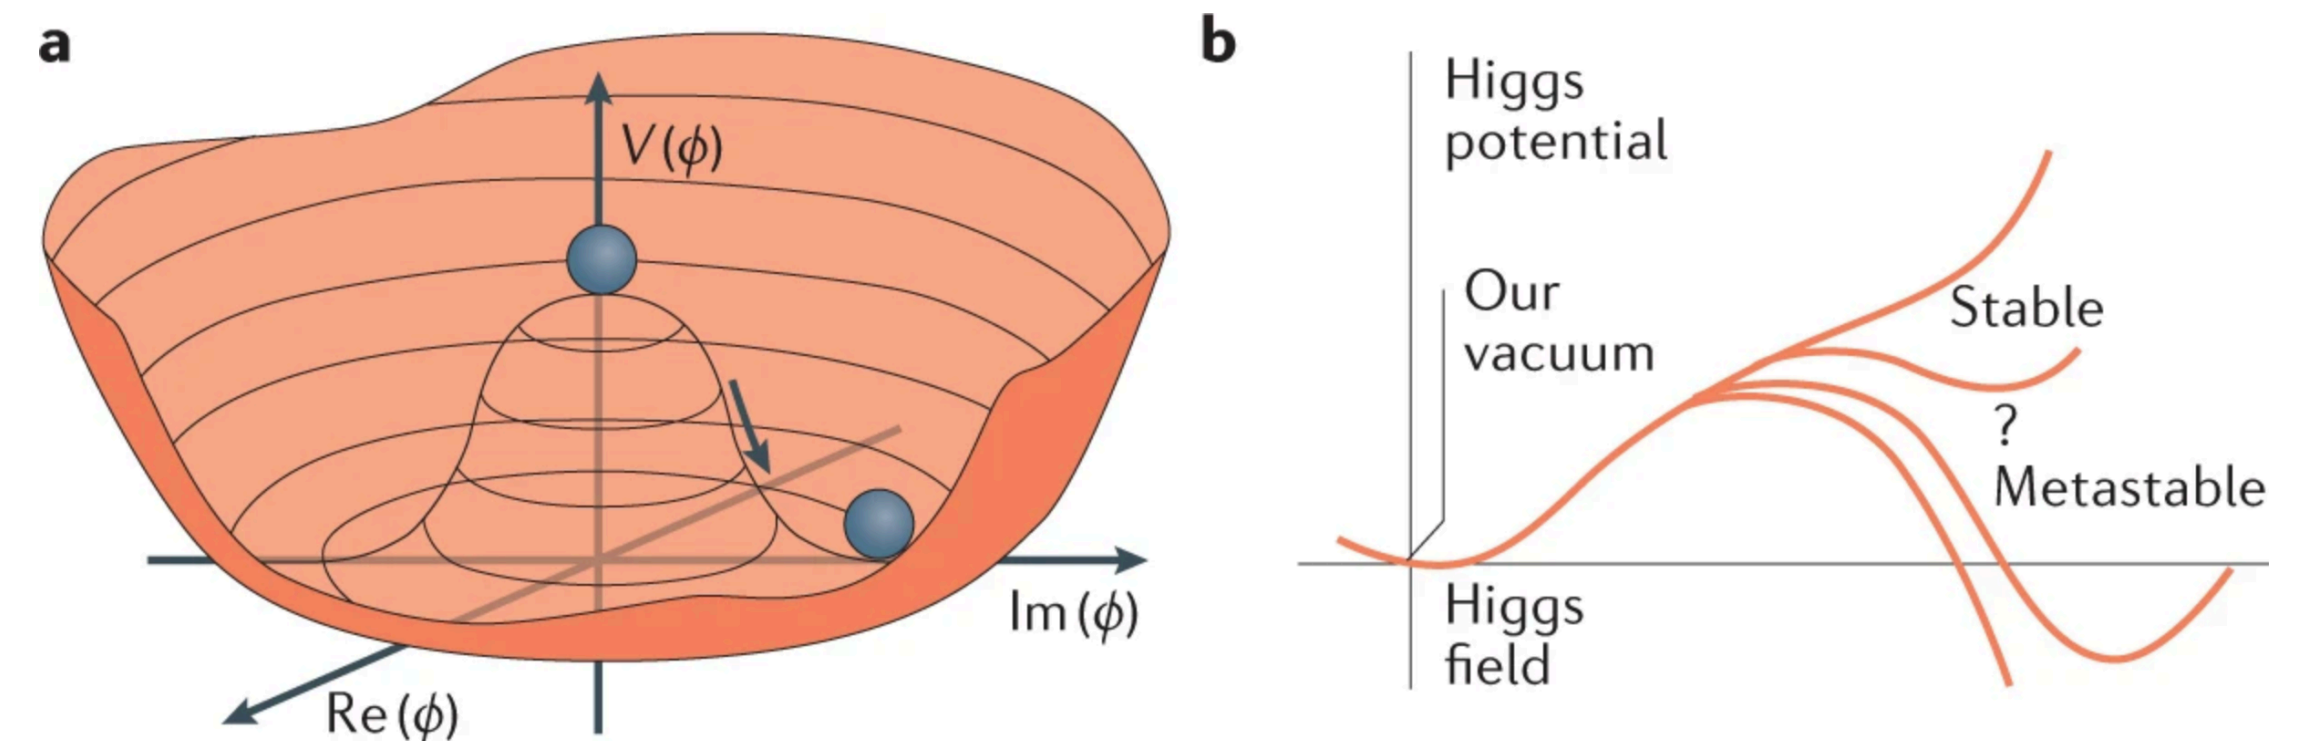 a
V(ϕ)
Im (ϕ)
Re (ϕ)
b
Higgs
potential
Our
vacuum
Stable
?
Metastable
Higgs
field